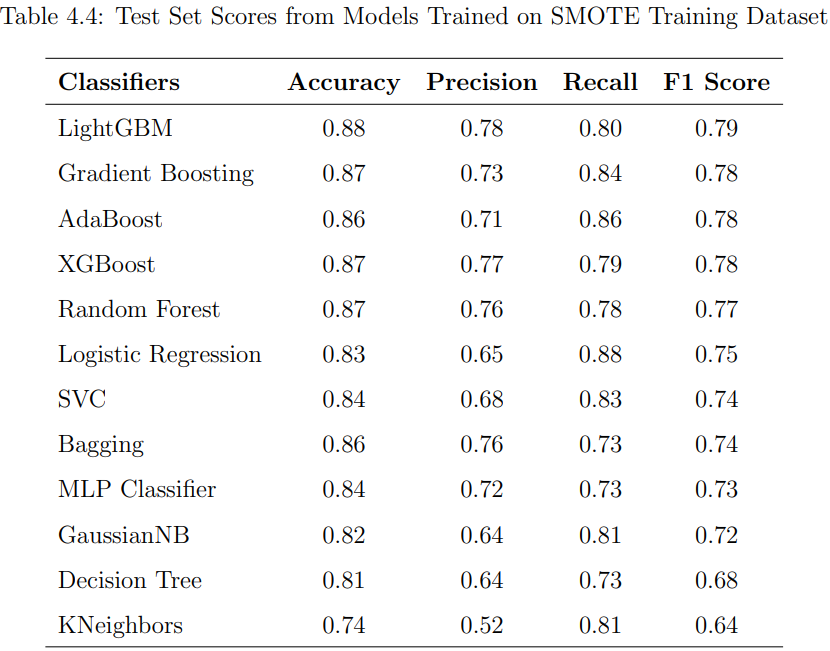 Table 4.4: Test Set Scores from Models Trained on SMOTE Training Dataset
Classifiers Accuracy Precision Recall F1 Score
LightGBM 0.88 0.78 0.80 0.79
Gradient Boosting 0.87 0.73 0.84 0.78
AdaBoost 0.86 0.71 0.86 0.78
XGBoost 0.87 0.77 0.79 0.78
Random Forest 0.87 0.76 0.78 0.77
Logistic Regression 0.83 0.65 0.88 0.75
SVC 0.84 0.68 0.83 0.74
Bagging 0.86 0.76 0.73 0.74
MLP Classifier 0.84 0.72 0.73 0.73
GaussianNB 0.82 0.64 0.81 0.72
Decision Tree 0.81 0.64 0.73 0.68
KNeighbors 0.74 0.52 0.81 0.64